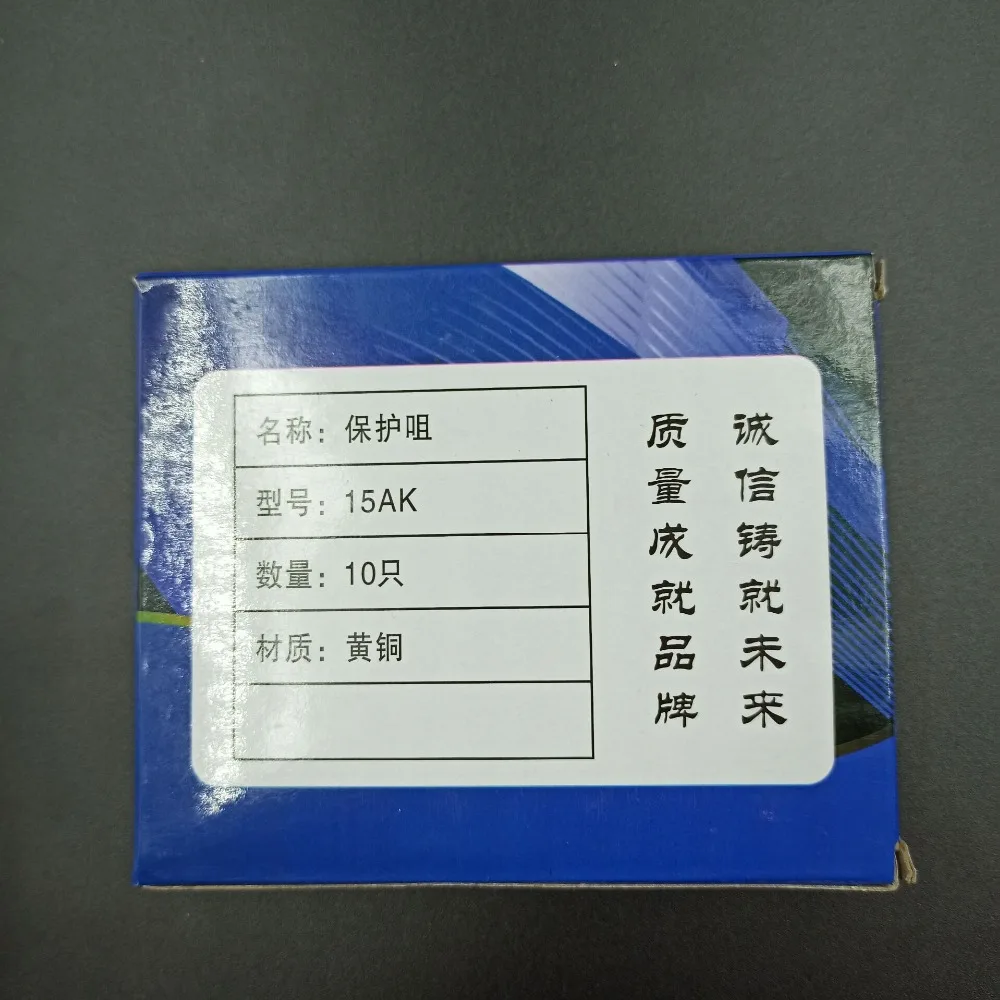 名称：保护咀
型号：15AK
数量：10只
材质：黄铜
诚信铸就未来
质量成就品牌